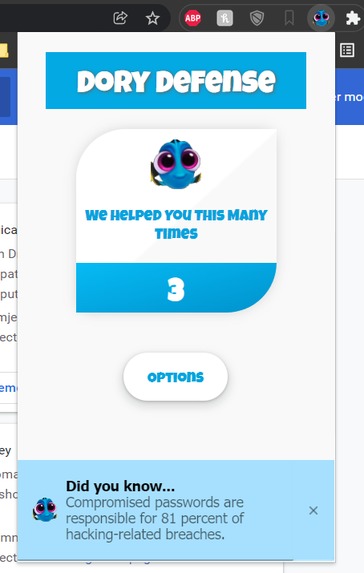 ABP
DORY DEFENSE
WE HELPED YOU THIS MANY
TIMES
3
OPTIONS
Did you know...
Compromised passwords are
responsible for 81 percent of
hacking-related breaches.
×